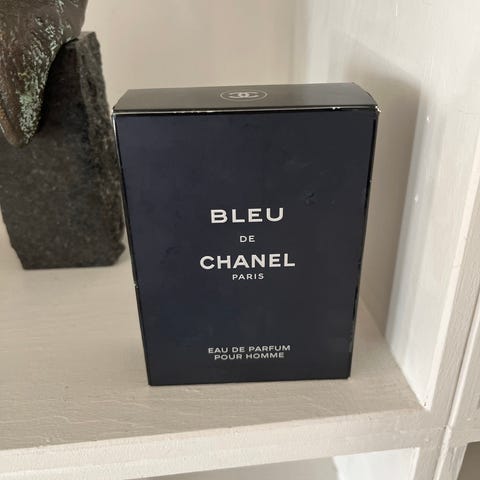 BLEU
DE
CHANEL
PARIS
EAU DE PARFUM
POUR HOMME